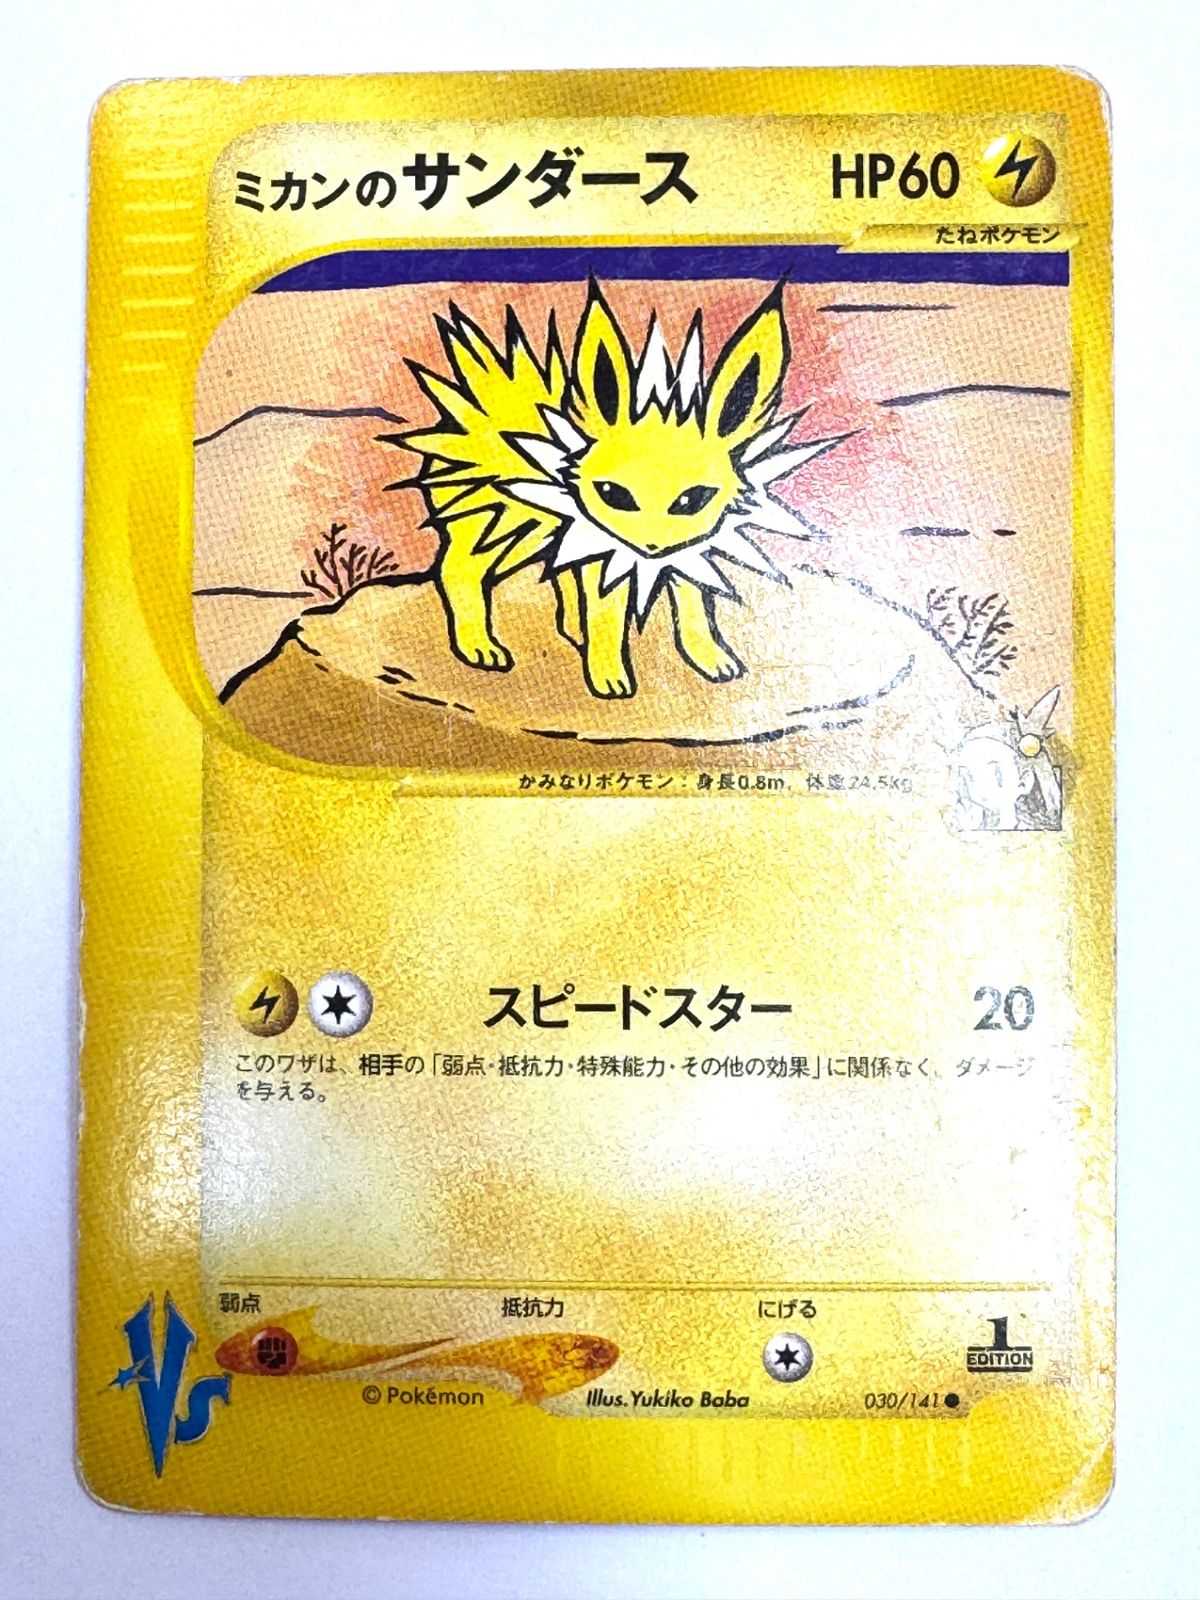 ミカンのサンダース HP60
たねポケモン
かみなりポケモン：身長0.8m, 体重24.5kg
スピードスター 20
このワザは、相手の「弱点・抵抗力・特殊能力・その他の効果」に関係なく、ダメージ
を与える。
弱点 抵抗力 にげる
1
EDITION
VS
© Pokémon Illus. Yukiko Baba 030/141